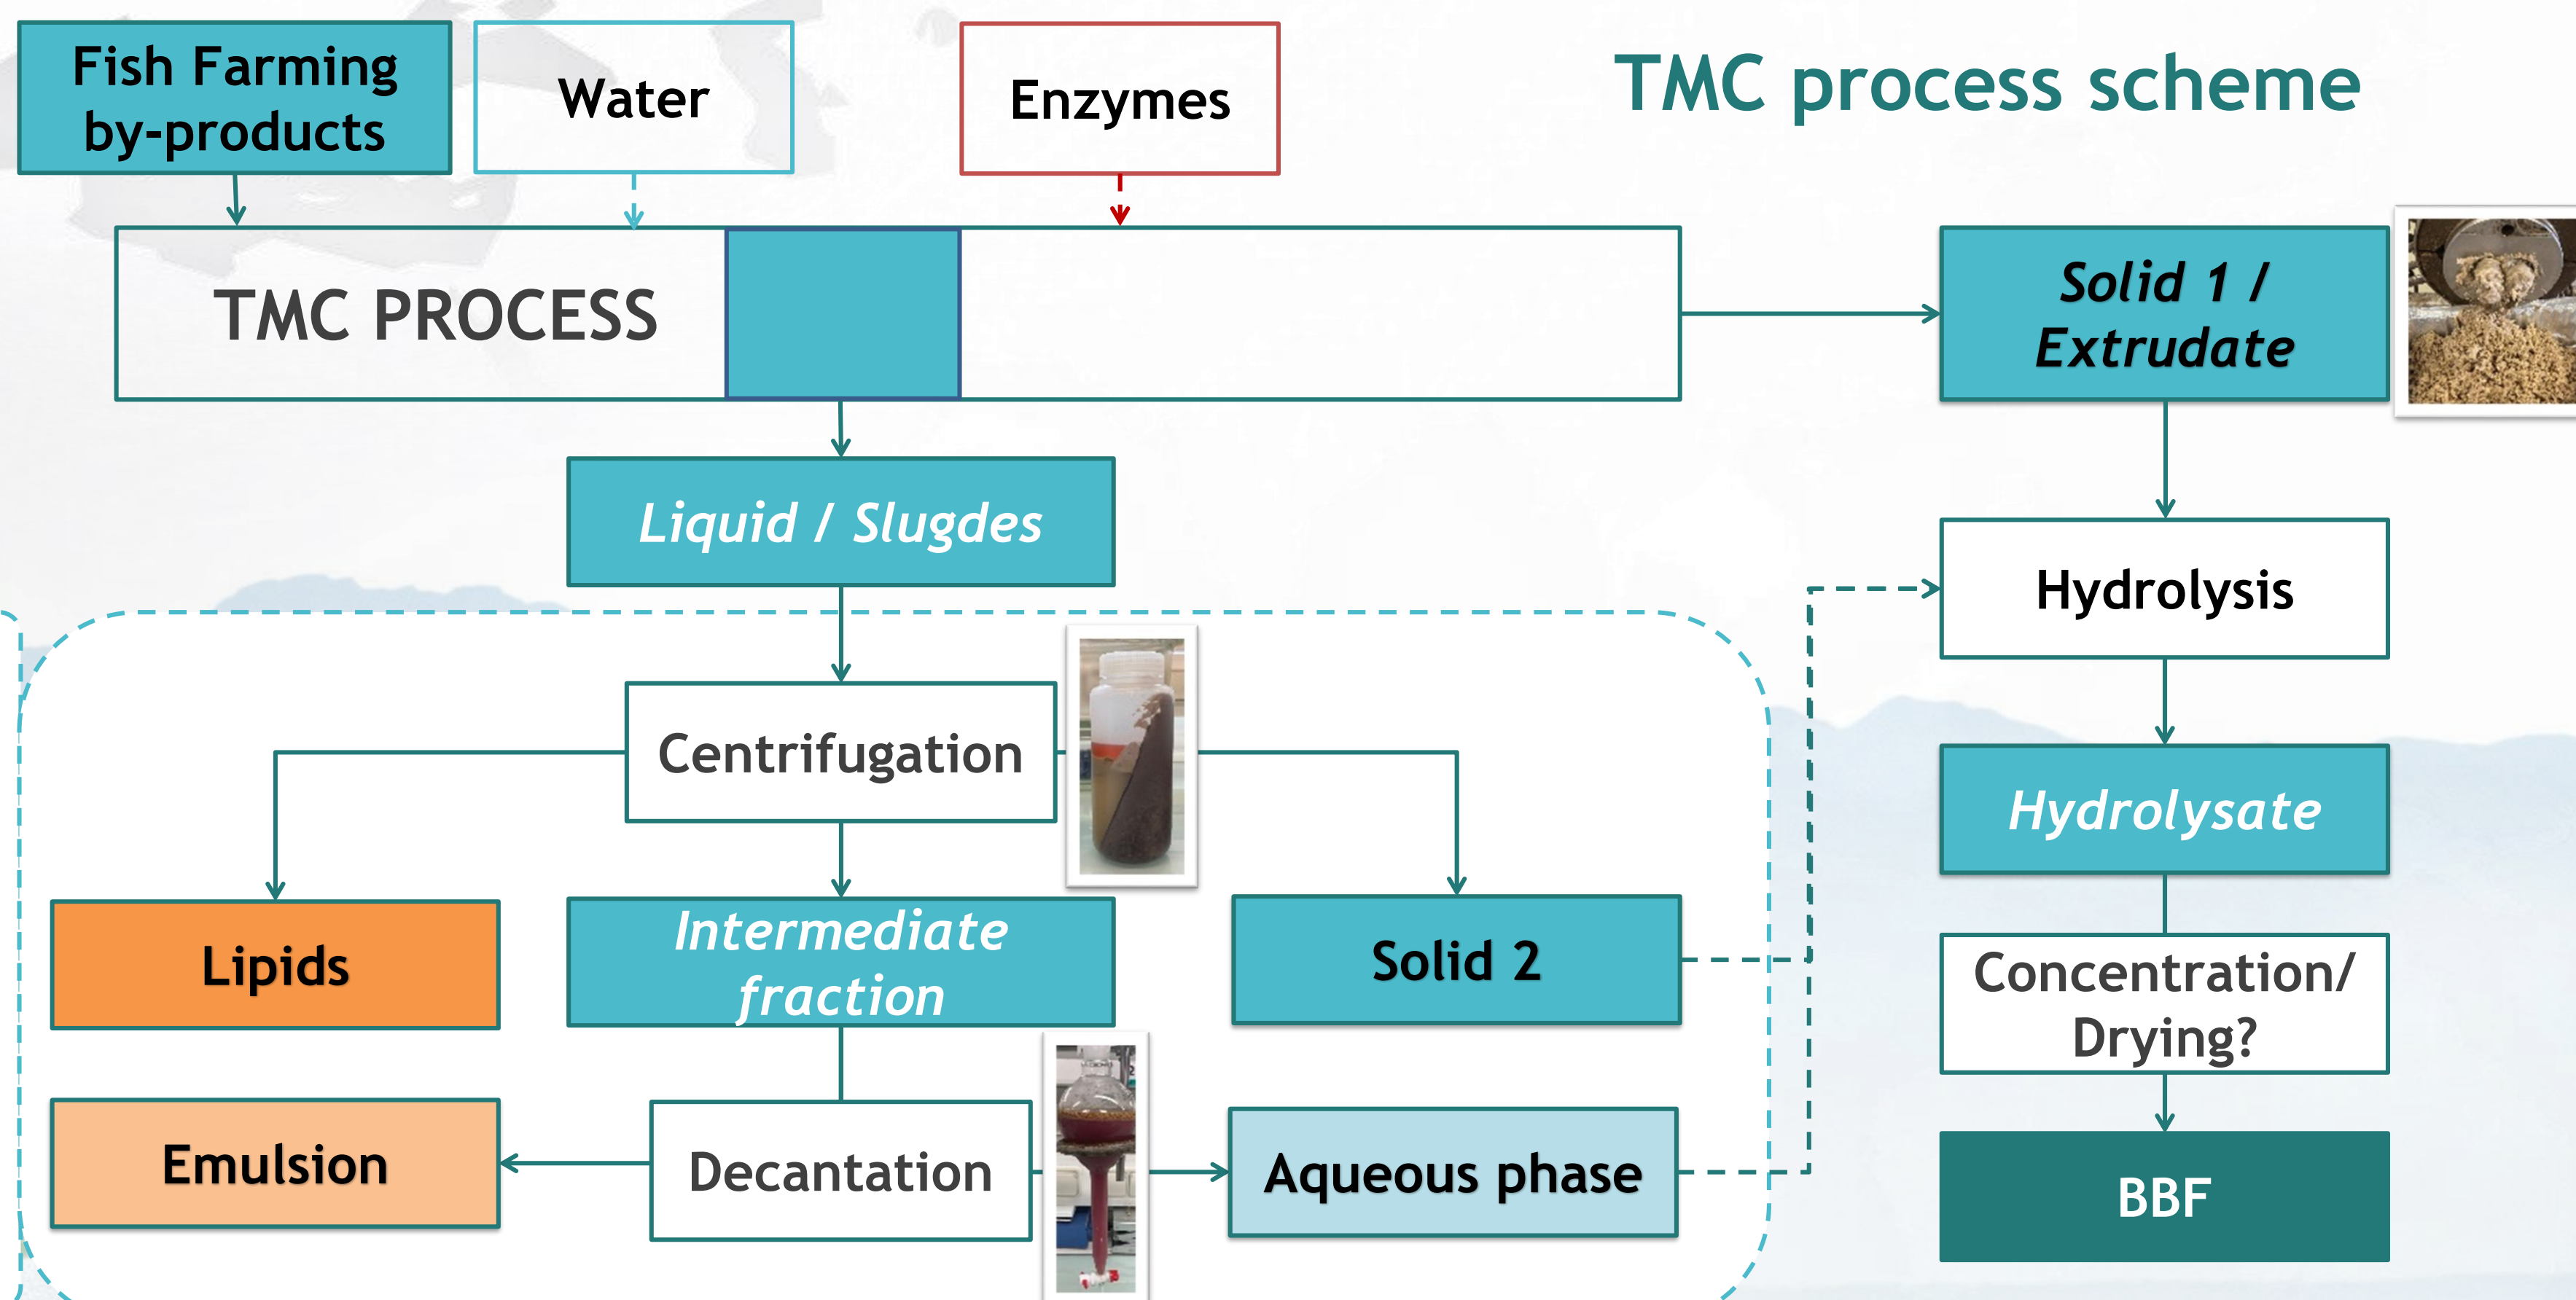 Fish Farming
by-products
Water
Enzymes
TMC process scheme
TMC PROCESS
Solid 1 /
Extrudate
Liquid / Slugdes
Hydrolysis
Centrifugation
Hydrolysate
Lipids
Intermediate
fraction
Solid 2
Concentration/
Drying?
Emulsion
Decantation
Aqueous phase
BBF